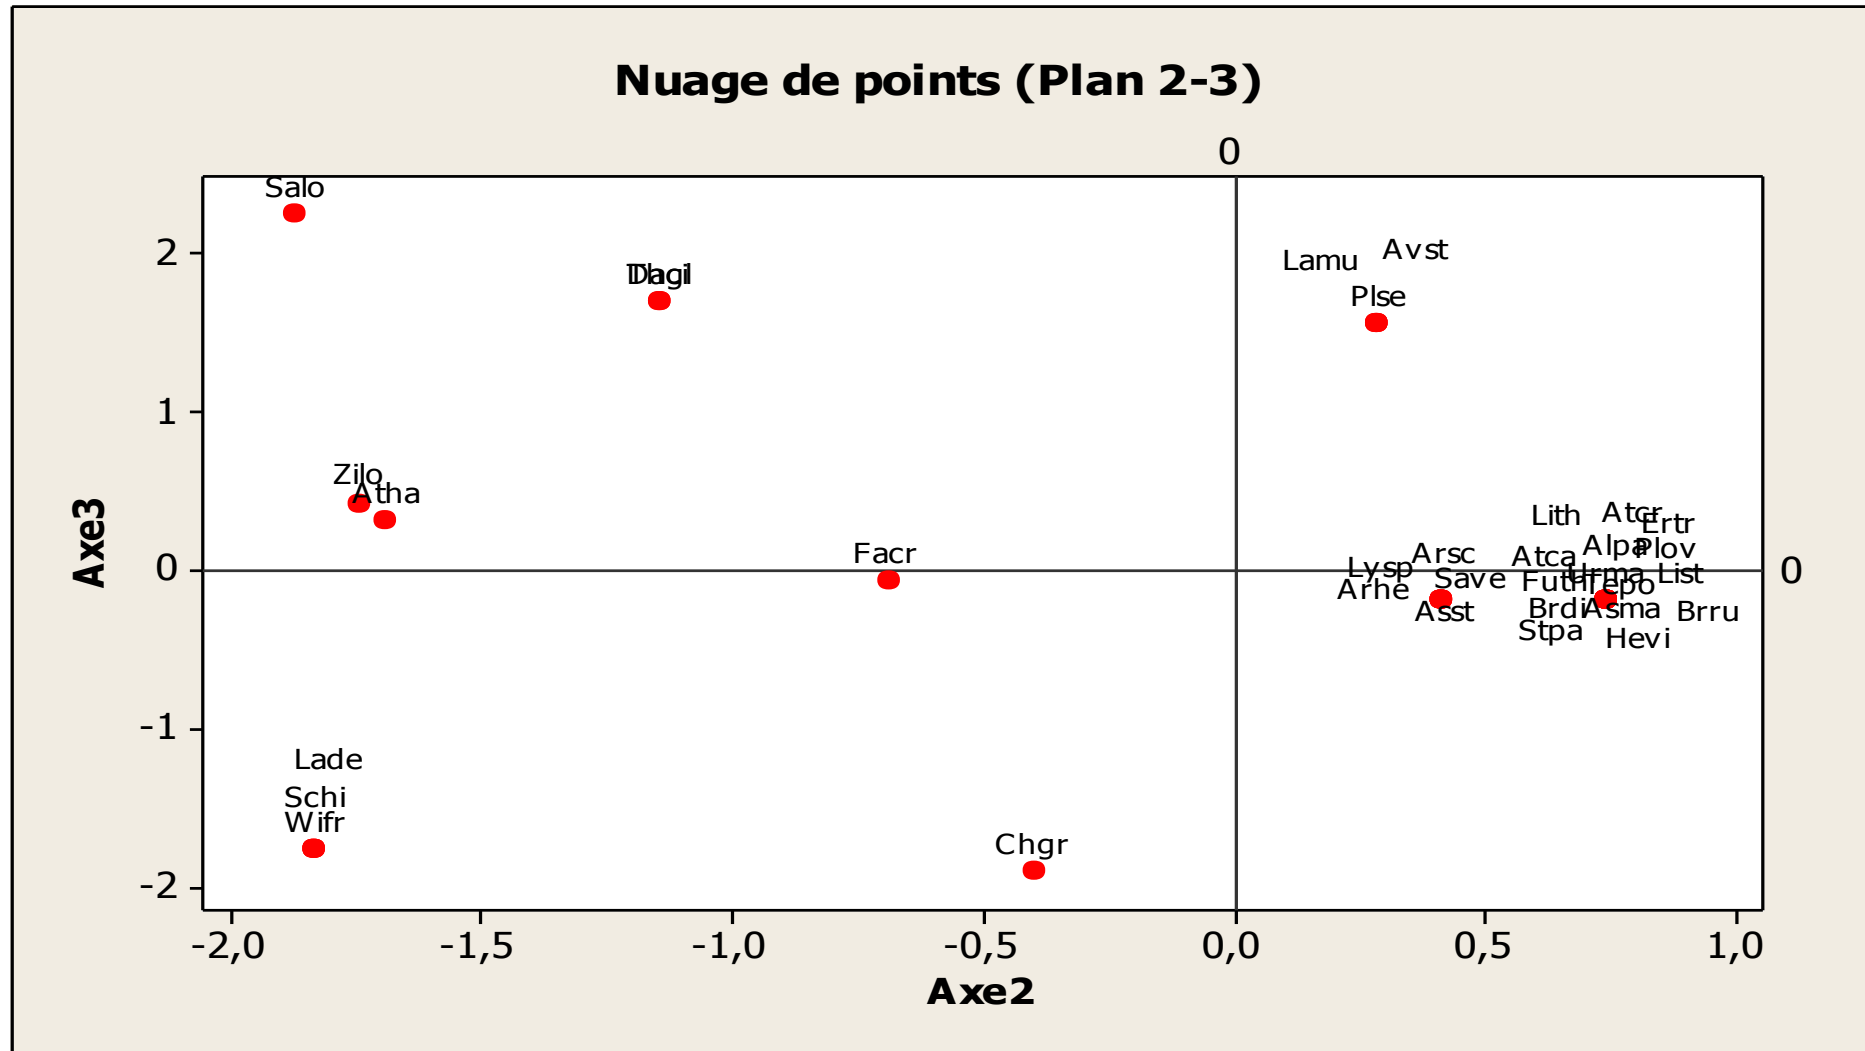 Nuage de points (Plan 2-3)
0
Salo
2
Dagl
Lamu
Avst
Plse
1
Zilo
Atha
Axe3
0
Facr
Lith
Atcr
Ertr
Arsc
Atca
Alpa
Plov
0
Lysp
Save
Urma
List
Arhe
Futh
Asst
Brdi
Asma
Brru
Stpa
Hevi
-1
Lade
Schi
Wifr
Chgr
-2
-2,0 -1,5 -1,0 -0,5 0,0 0,5 1,0
Axe2